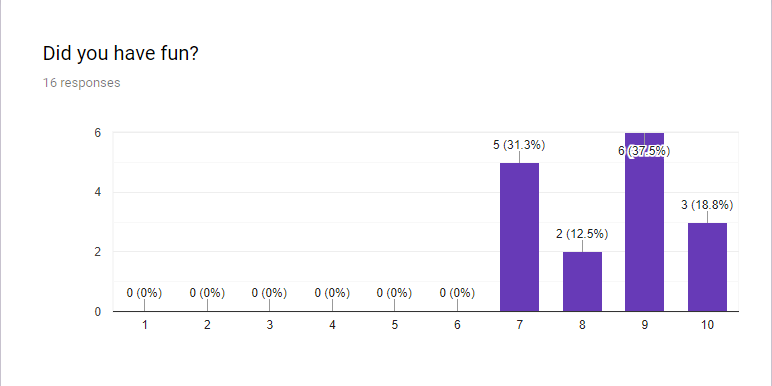 Did you have fun?
16 responses
6
4
2
0
0 (0%) 0 (0%) 0 (0%) 0 (0%) 0 (0%) 0 (0%) 5 (31.3%) 2 (12.5%) 6 (37.5%) 3 (18.8%)
1 2 3 4 5 6 7 8 9 10